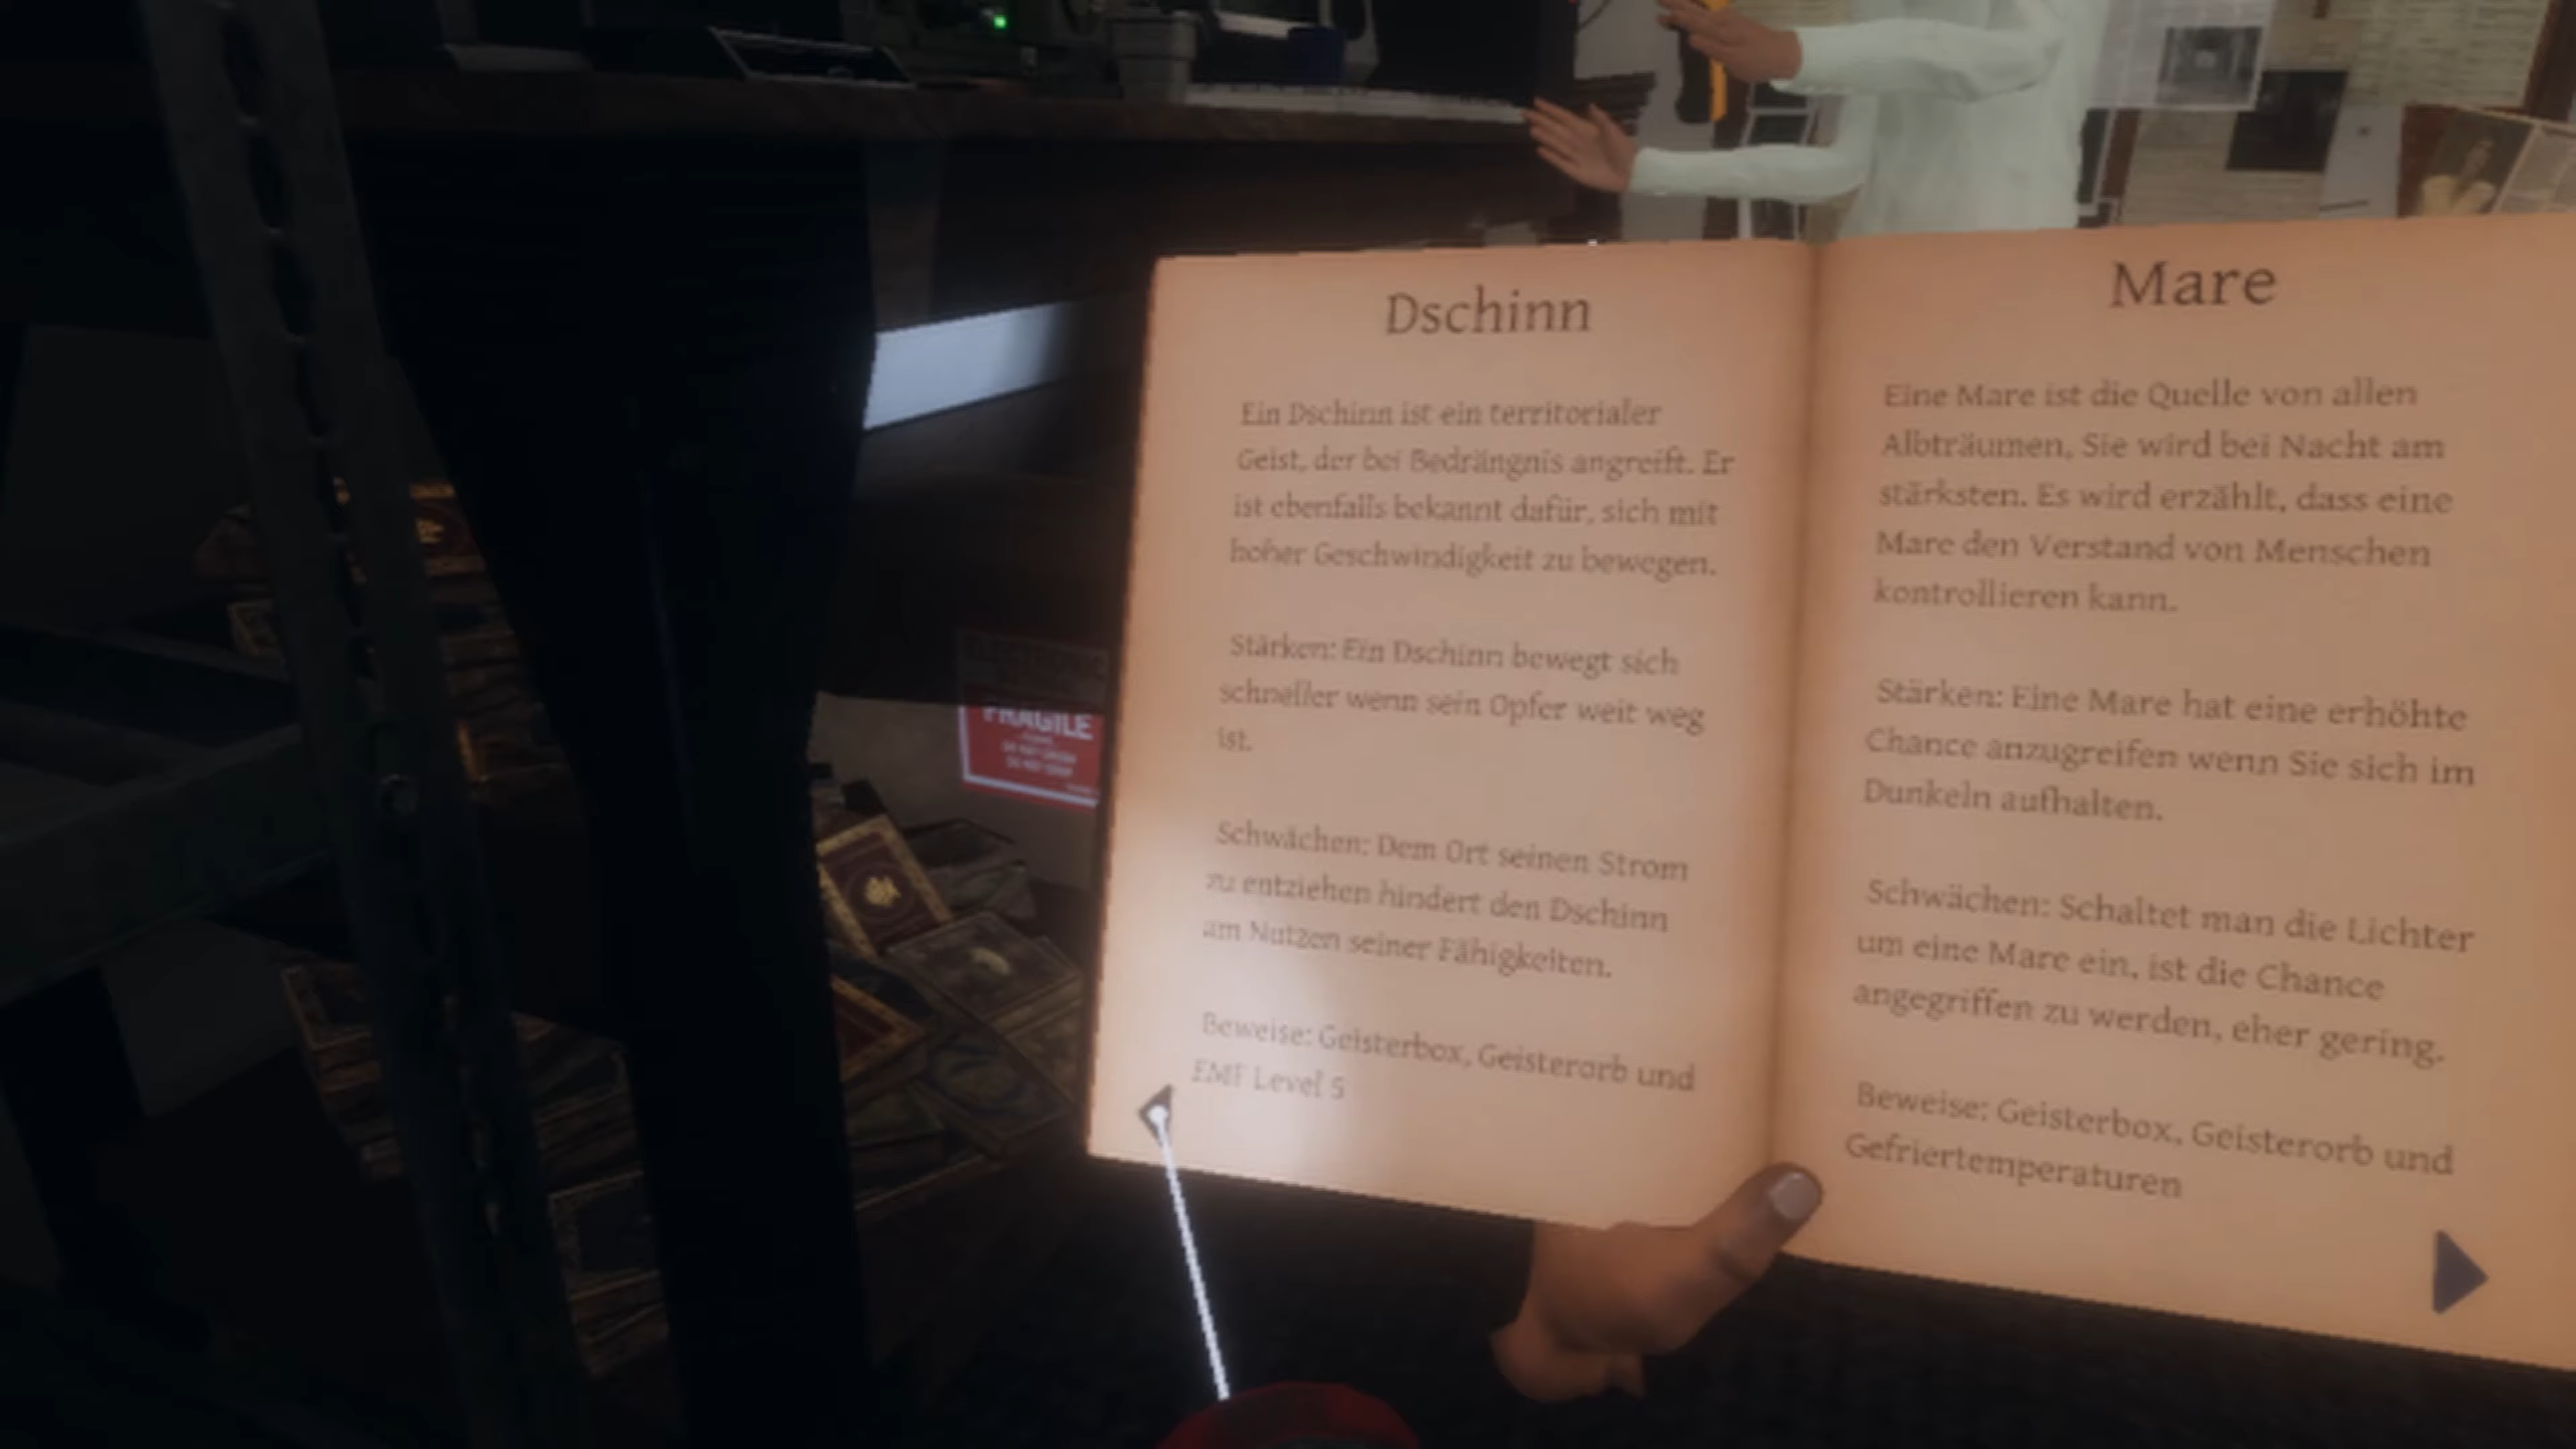 Dschinn
Ein Dschinn ist ein territorialer
Geist, der bei Bedrängnis angreift. Er
ist ebenfalls bekannt dafür, sich mit
hoher Geschwindigkeit zu bewegen.
Stärken: Ein Dschinn bewegt sich
schneller wenn sein Opfer weit weg
ist.
Schwächen: Dem Ort seinen Strom
zu entziehen hindert den Dschinn
am Nutzen seiner Fähigkeiten.
Beweise: Geisterbox, Geisterorb und
EMF Level 5
Mare
Eine Mare ist die Quelle von allen
Albträumen, Sie wird bei Nacht am
stärksten. Es wird erzählt, dass eine
Mare den Verstand von Menschen
kontrollieren kann.
Stärken: Eine Mare hat eine erhöhte
Chance anzugreifen wenn Sie sich im
Dunkeln aufhalten.
Schwächen: Schaltet man die Lichter
um eine Mare ein, ist die Chance
angegriffen zu werden, eher gering.
Beweise: Geisterbox, Geisterorb und
Gefriertemperaturen
ELECTRONIC
FRAGILE